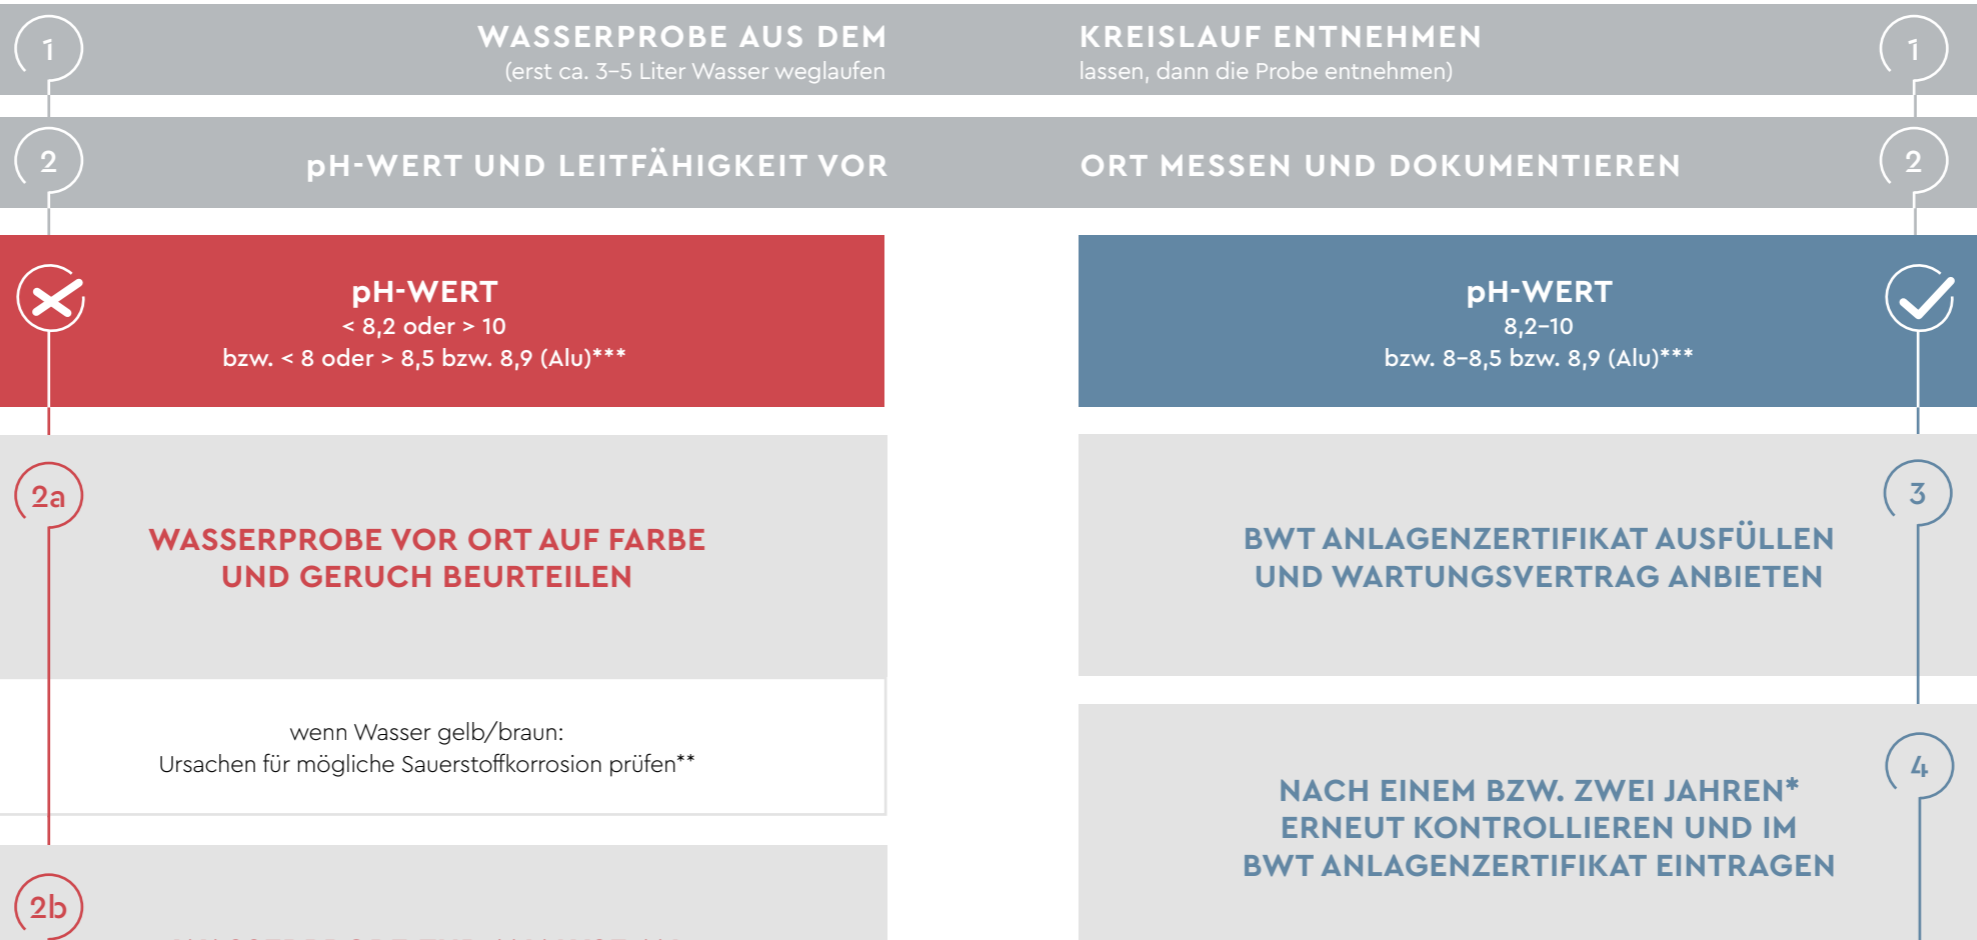 1
WASSERPROBE AUS DEM KREISLAUF ENTNEHMEN
1
(erst ca. 3–5 Liter Wasser weglaufen lassen, dann die Probe entnehmen)
2
pH-WERT UND LEITFÄHIGKEIT VOR ORT MESSEN UND DOKUMENTIEREN
2
pH-WERT
< 8,2 oder > 10
bzw. < 8 oder > 8,5 bzw. 8,9 (Alu)***
2a
WASSERPROBE VOR ORT AUF FARBE
UND GERUCH BEURTEILEN
wenn Wasser gelb/braun:
Ursachen für mögliche Sauerstoffkorrosion prüfen**
2b
pH-WERT
8,2–10
bzw. 8–8,5 bzw. 8,9 (Alu)***
3
BWT ANLAGENZERTIFIKAT AUSFÜLLEN
UND WARTUNGSVERTRAG ANBIETEN
4
NACH EINEM BZW. ZWEI JAHREN*
ERNEUT KONTROLLIEREN UND IM
BWT ANLAGENZERTIFIKAT EINTRAGEN